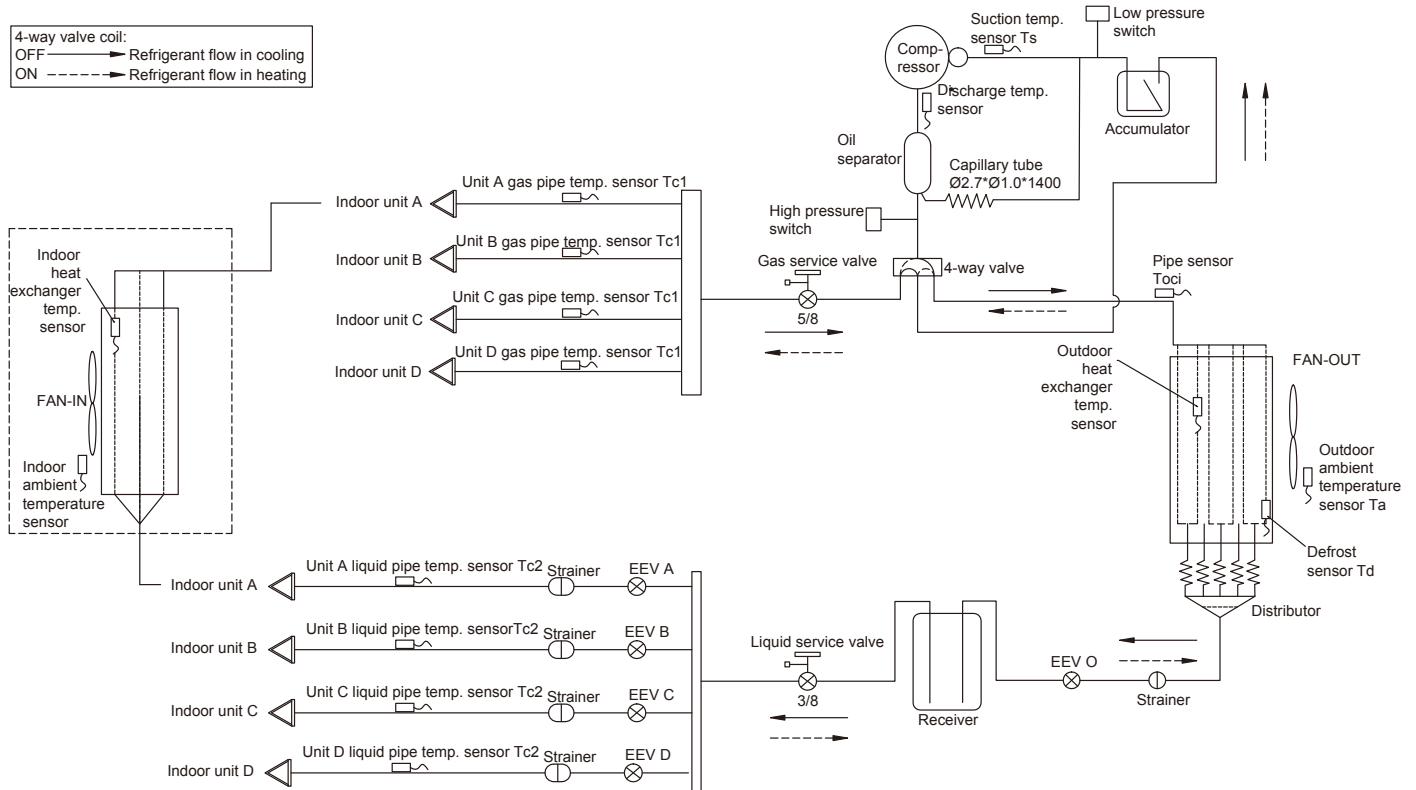 4-way valve coil:
OFF Refrigerant flow in cooling
ON Refrigerant flow in heating
Suction temp.
sensor Ts
Low pressure
switch
Comp-
ressor
Discharge temp.
sensor
Accumulator
Oil
separator
Capillary tube
Ø2.7*Ø1.0*1400
High pressure
switch
Gas service valve
4-way valve
5/8
Pipe sensor
Toci
Indoor unit A
Unit A gas pipe temp. sensor Tc1
Indoor unit B
Unit B gas pipe temp. sensor Tc1
Indoor unit C
Unit C gas pipe temp. sensor Tc1
Indoor unit D
Unit D gas pipe temp. sensor Tc1
Indoor
heat
exchanger
temp.
sensor
FAN-IN
Indoor
ambient
temperature
sensor
Outdoor
heat
exchanger
temp.
sensor
FAN-OUT
Outdoor
ambient
temperature
sensor Ta
Defrost
sensor Td
Distributor
Indoor unit A
Unit A liquid pipe temp. sensor Tc2
Strainer
EEV A
Indoor unit B
Unit B liquid pipe temp. sensorTc2
Strainer
EEV B
Indoor unit C
Unit C liquid pipe temp. sensor Tc2
Strainer
EEV C
Indoor unit D
Unit D liquid pipe temp. sensor Tc2
Strainer
EEV D
Liquid service valve
3/8
Receiver
EEV O
Strainer